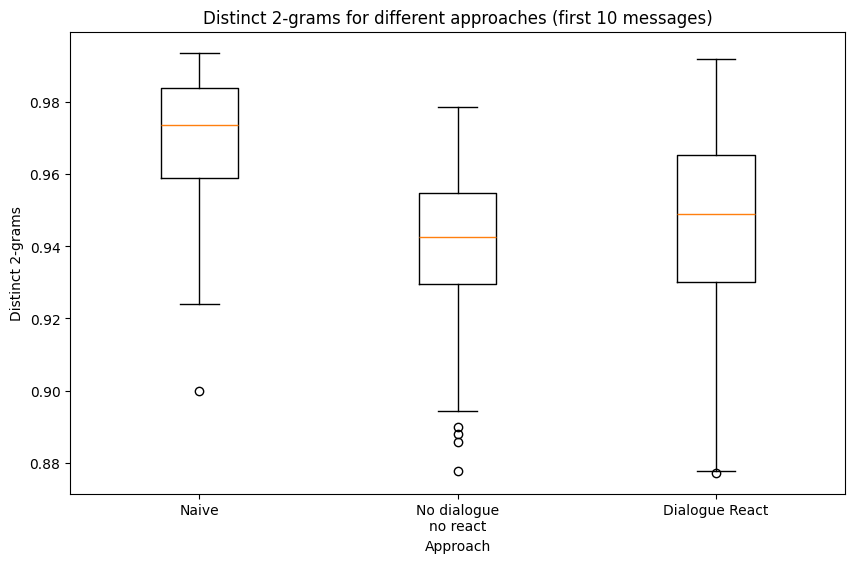 Distinct 2-grams for different approaches (first 10 messages)
Distinct 2-grams
0.98
0.96
0.94
0.92
0.90
0.88
Naive
No dialogue
no react
Dialogue React
Approach